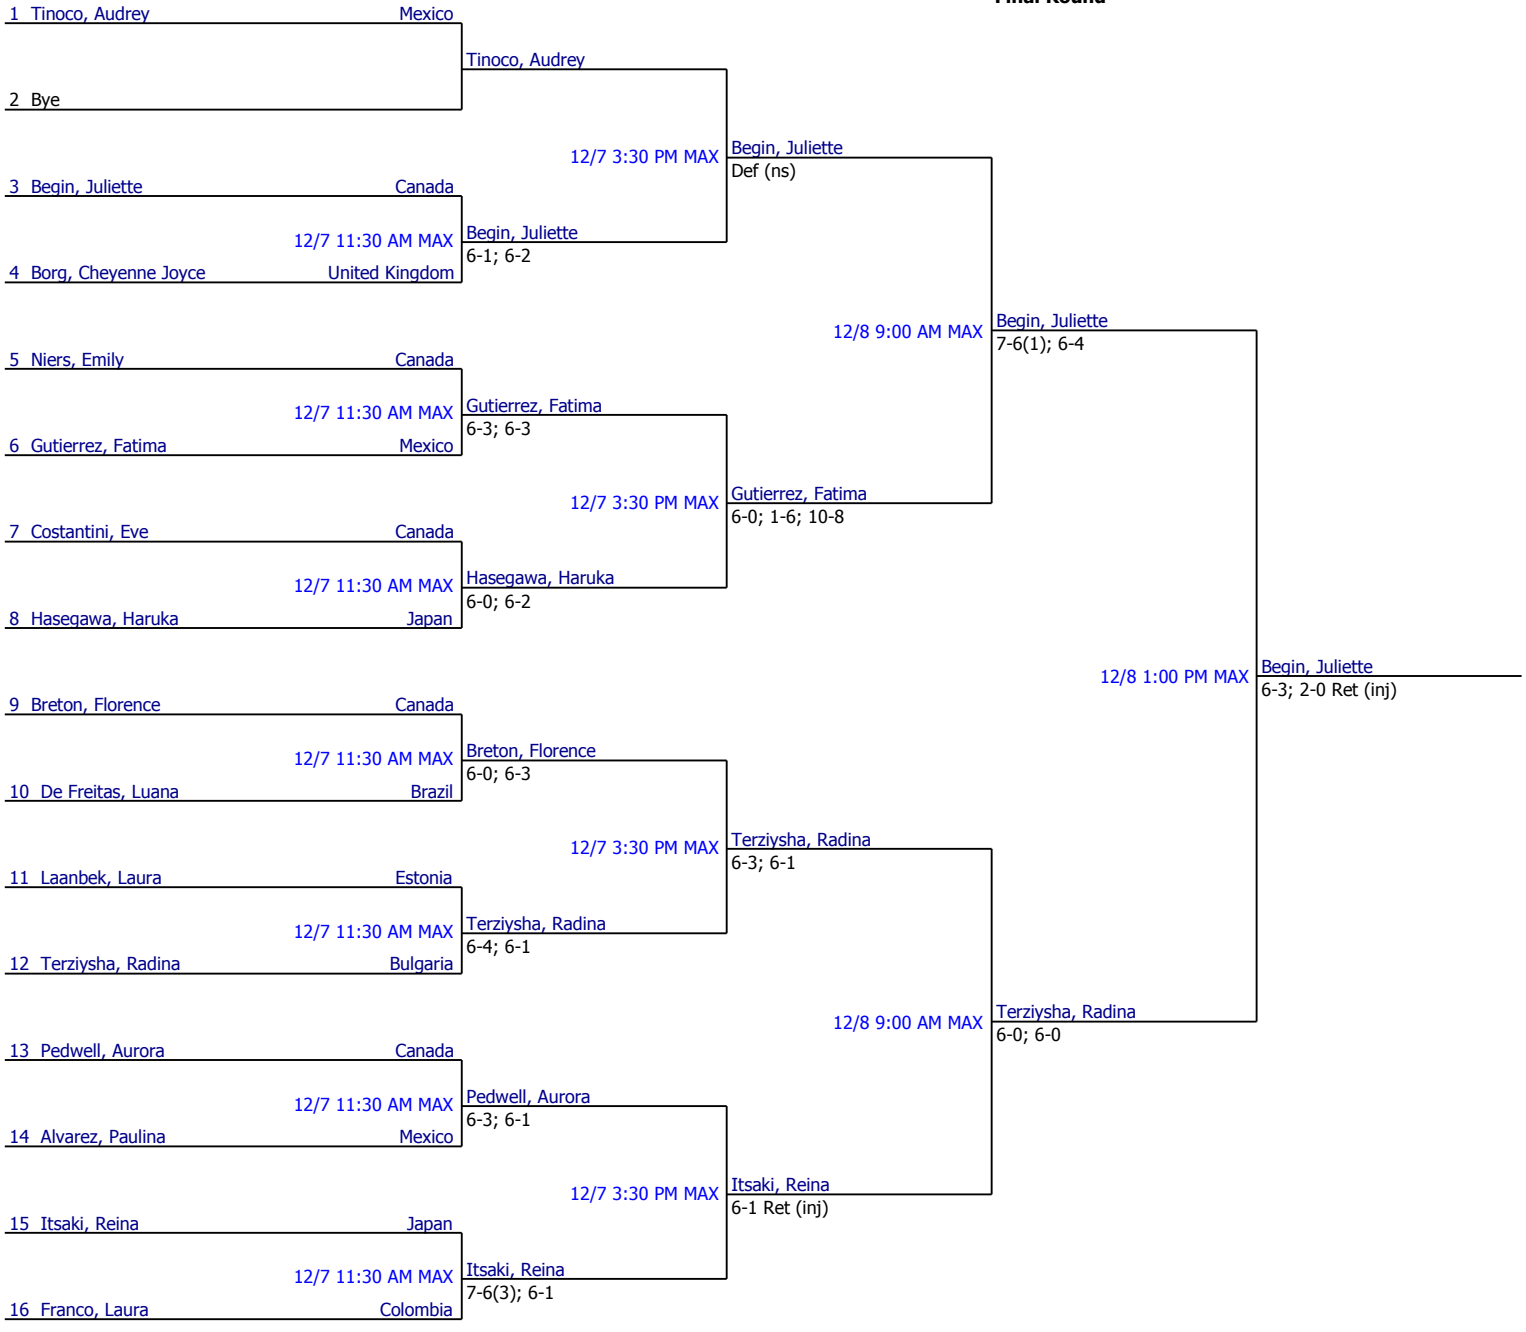 Final Round
1 Tinoco, Audrey Mexico
Tinoco, Audrey
2 Bye
12/7 3:30 PM MAX Begin, Juliette
Def (ns)
3 Begin, Juliette Canada
12/7 11:30 AM MAX Begin, Juliette
6-1; 6-2
4 Borg, Cheyenne Joyce United Kingdom
12/8 9:00 AM MAX Begin, Juliette
7-6(1); 6-4
5 Niers, Emily Canada
12/7 11:30 AM MAX Gutierrez, Fatima
6-3; 6-3
6 Gutierrez, Fatima Mexico
12/7 3:30 PM MAX Gutierrez, Fatima
6-0; 1-6; 10-8
7 Costantini, Eve Canada
12/7 11:30 AM MAX Hasegawa, Haruka
6-0; 6-2
8 Hasegawa, Haruka Japan
12/8 1:00 PM MAX Begin, Juliette
6-3; 2-0 Ret (inj)
9 Breton, Florence Canada
12/7 11:30 AM MAX Breton, Florence
6-0; 6-3
10 De Freitas, Luana Brazil
12/7 3:30 PM MAX Terziysha, Radina
6-3; 6-1
11 Laanbek, Laura Estonia
12/7 11:30 AM MAX Terziysha, Radina
6-4; 6-1
12 Terziysha, Radina Bulgaria
12/8 9:00 AM MAX Terziysha, Radina
6-0; 6-0
13 Pedwell, Aurora Canada
12/7 11:30 AM MAX Pedwell, Aurora
6-3; 6-1
14 Alvarez, Paulina Mexico
12/7 3:30 PM MAX Itsaki, Reina
6-1 Ret (inj)
15 Itsaki, Reina Japan
12/7 11:30 AM MAX Itsaki, Reina
7-6(3); 6-1
16 Franco, Laura Colombia